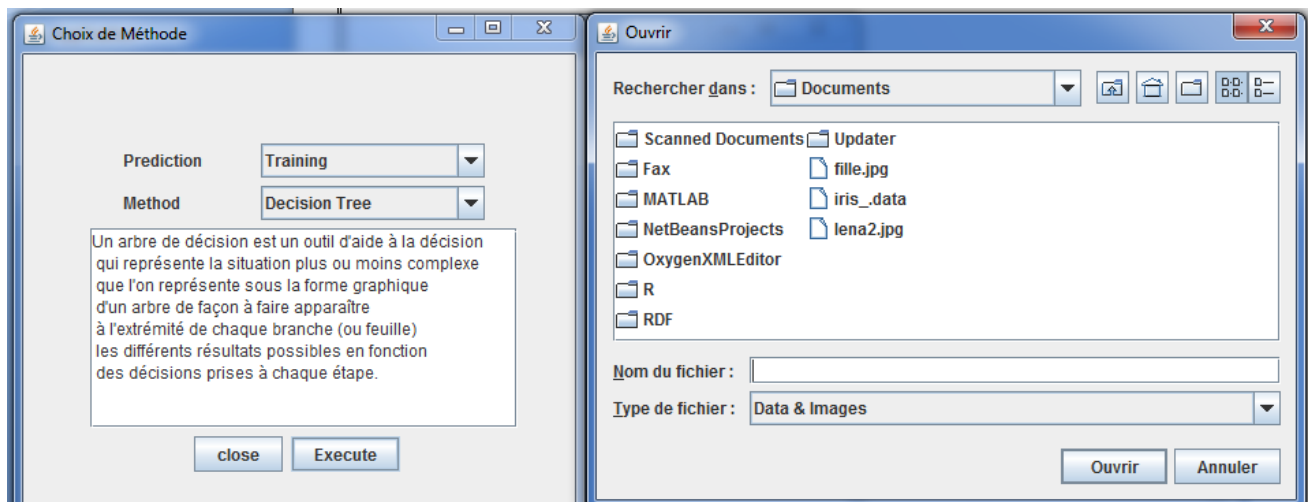 Choix de Méthode
Prediction Training
Method Decision Tree
Un arbre de décision est un outil d'aide à la décision
qui représente la situation plus ou moins complexe
que l'on représente sous la forme graphique
d'un arbre de façon à faire apparaître
à l'extrémité de chaque branche (ou feuille)
les différents résultats possibles en fonction
des décisions prises à chaque étape.
close Execute
Ouvrir
Rechercher dans : Documents
Scanned Documents Updater
Fax fille.jpg
MATLAB iris_.data
NetBeansProjects lena2.jpg
OxygenXMLEditor
R
RDF
Nom du fichier :
Type de fichier : Data & Images
Ouvrir Annuler